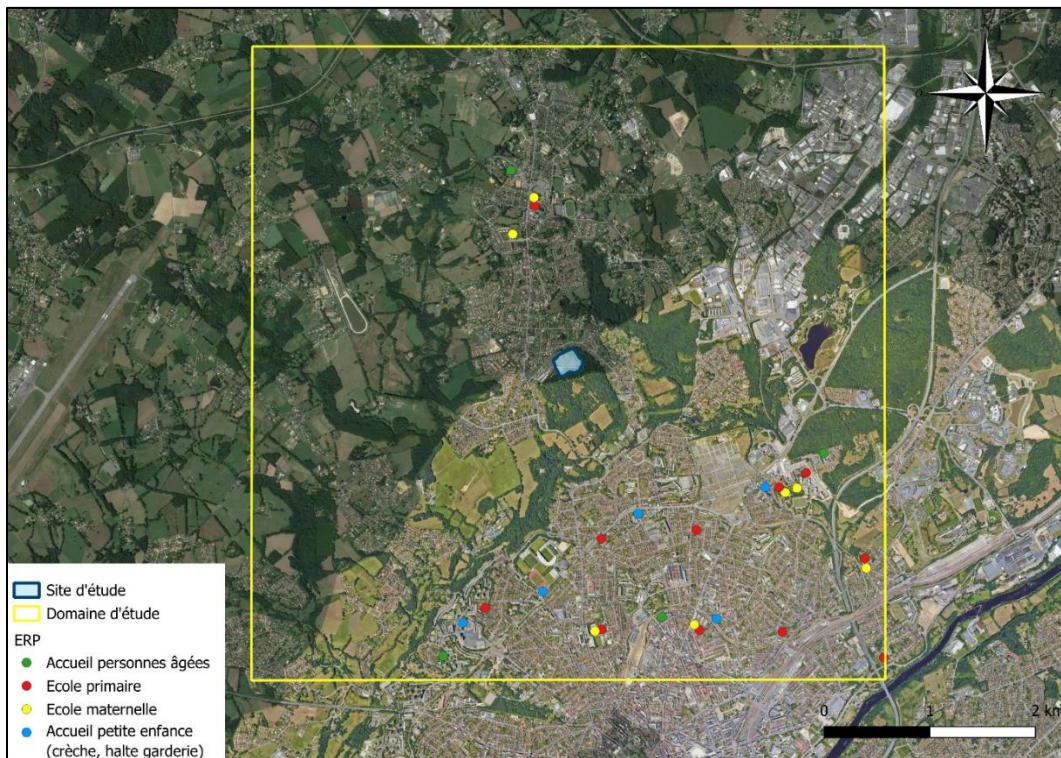 Site d'étude
Domaine d'étude
ERP
Accueil personnes âgées
Ecole primaire
Ecole maternelle
Accueil petite enfance
(crèche, halte garderie)
0 1 2 km